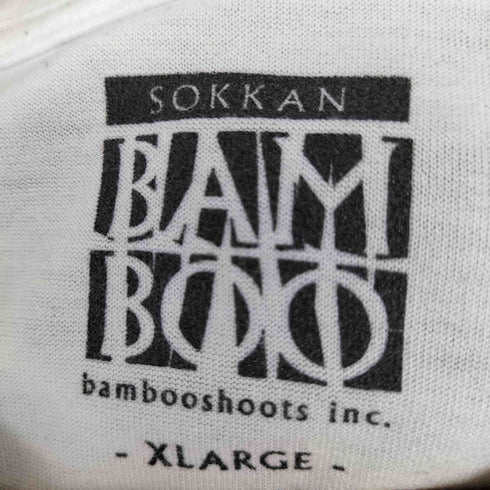 SOKKAN
BAM
BOO
bambooshoots inc.
- XLARGE -